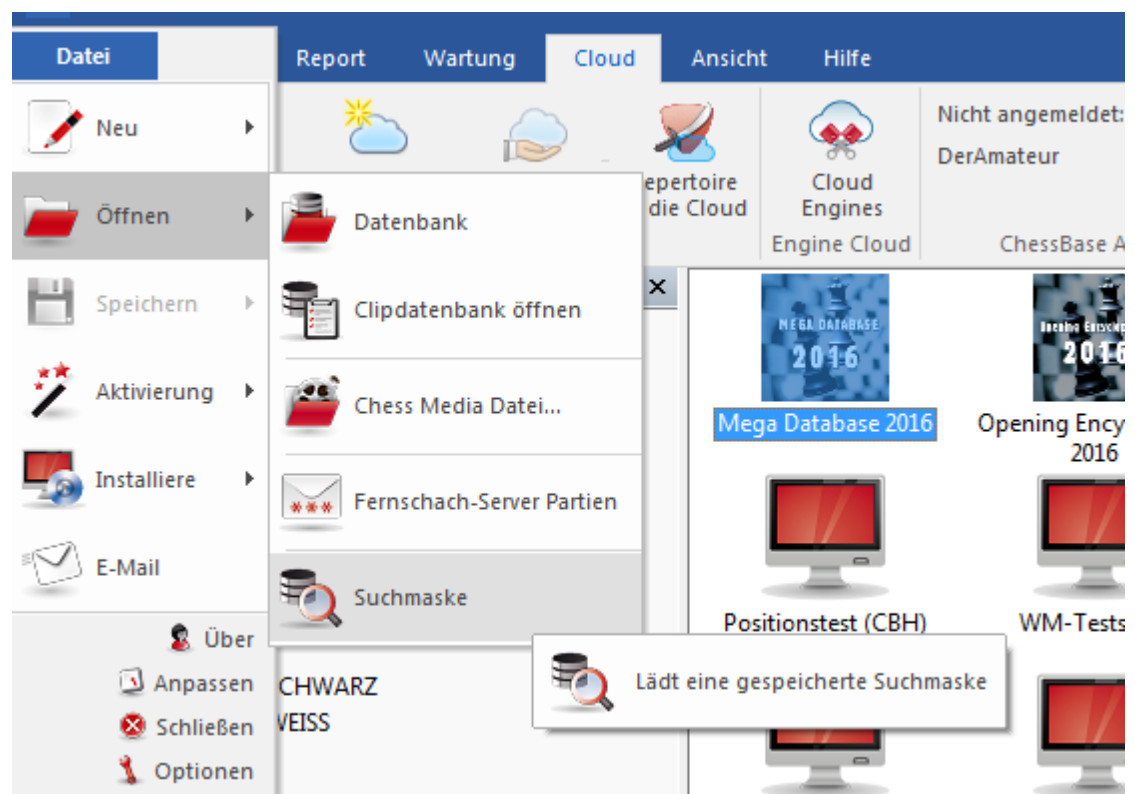 Datei
Report
Wartung
Cloud
Ansicht
Hilfe
Neu
Öffnen
Speichern
Aktivierung
Installiere
E-Mail
Über
Anpassen
Schließen
Optionen
Datenbank
Clipdatenbank öffnen
Chess Media Datei...
Fernschach-Server Partien
Suchmaske
Lädt eine gespeicherte Suchmaske
epertoire
die Cloud
Cloud
Engines
Engine Cloud
Nicht angemeldet:
DerAmateur
ChessBase A
MEGA DATABASE
2016
Mega Database 2016
2016
Opening Ency
2016
Positionstest (CBH)
WM-Tests
CHWARZ
WEISS